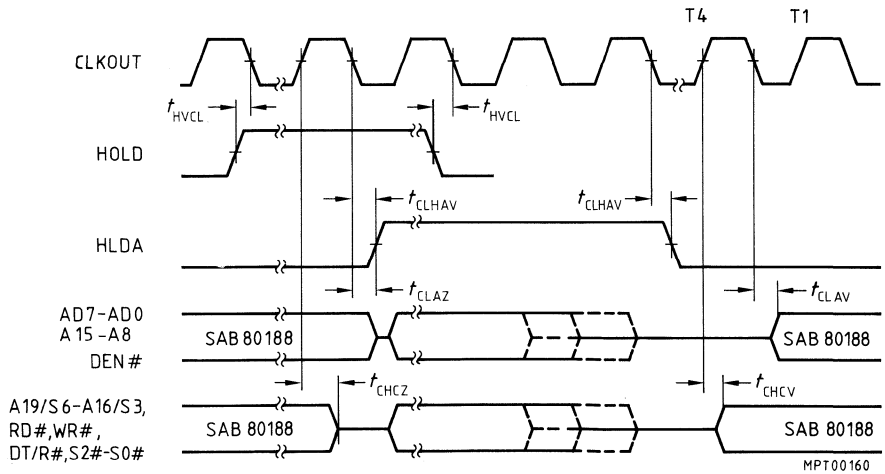 T4 T1
CLKOUT
tHVCL tHVCL
HOLD
tCLHAV tCLHAV
HLDA
tCLAZ tCLAV
AD7-AD0
A15-A8
DEN#
SAB 80188 SAB 80188
tCHCZ tCHCV
A19/S6-A16/S3,
RD#,WR#,
DT/R#,S2#-S0#
SAB 80188 SAB 80188
MPT00160